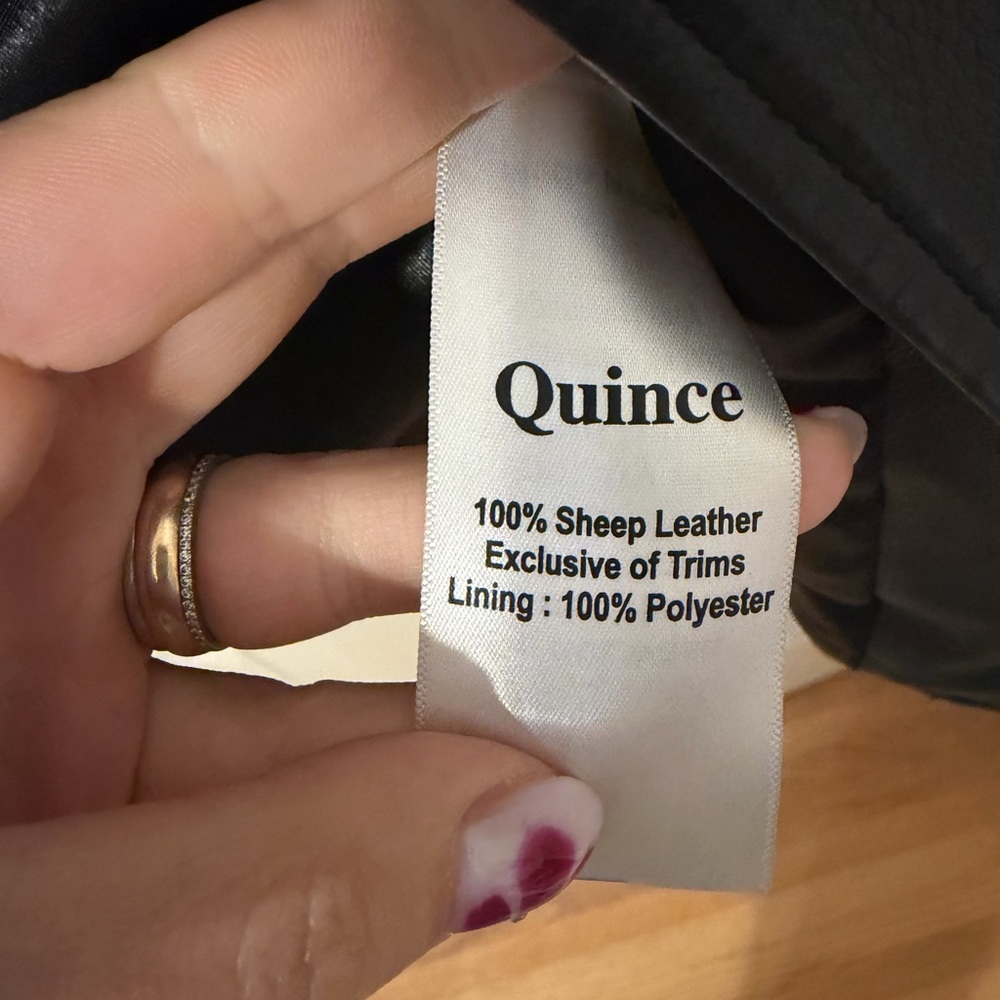 Quince
100% Sheep Leather
Exclusive of Trims
Lining : 100% Polyester